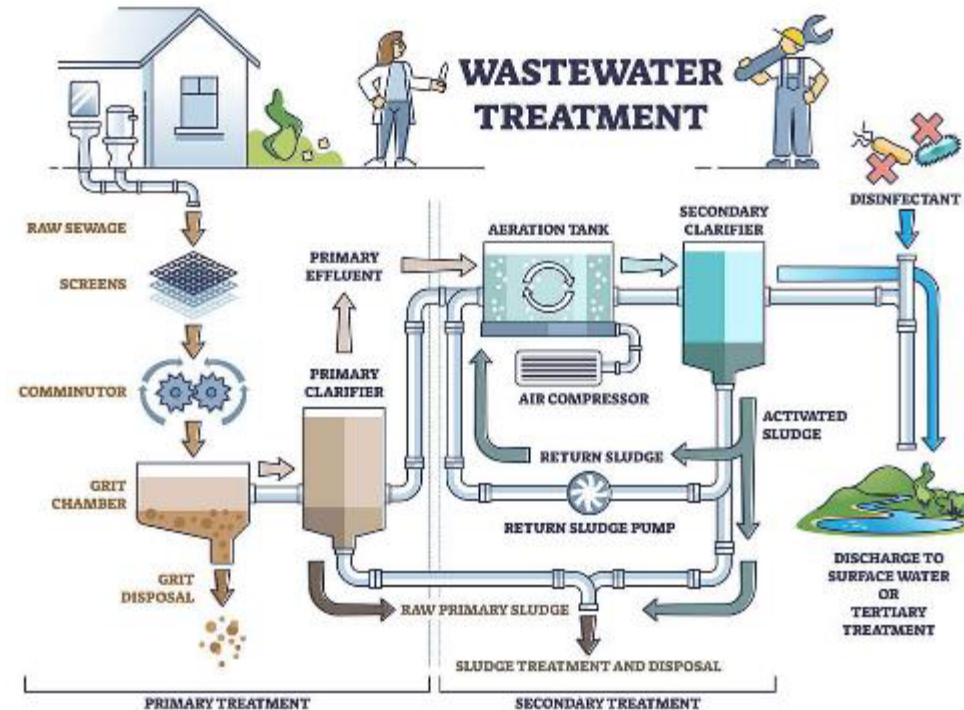 WASTEWATER
TREATMENT
DISINFECTANT
RAW SEWAGE
SCREENS
COMMINUTOR
GRIT
CHAMBER
GRIT
DISPOSAL
PRIMARY
EFFLUENT
PRIMARY
CLARIFIER
AERATION TANK
SECONDARY
CLARIFIER
AIR COMPRESSOR
ACTIVATED
SLUDGE
RETURN SLUDGE
RETURN SLUDGE PUMP
RAW PRIMARY SLUDGE
SLUDGE TREATMENT AND DISPOSAL
DISCHARGE TO
SURFACE WATER
OR
TERTIARY
TREATMENT
PRIMARY TREATMENT
SECONDARY TREATMENT